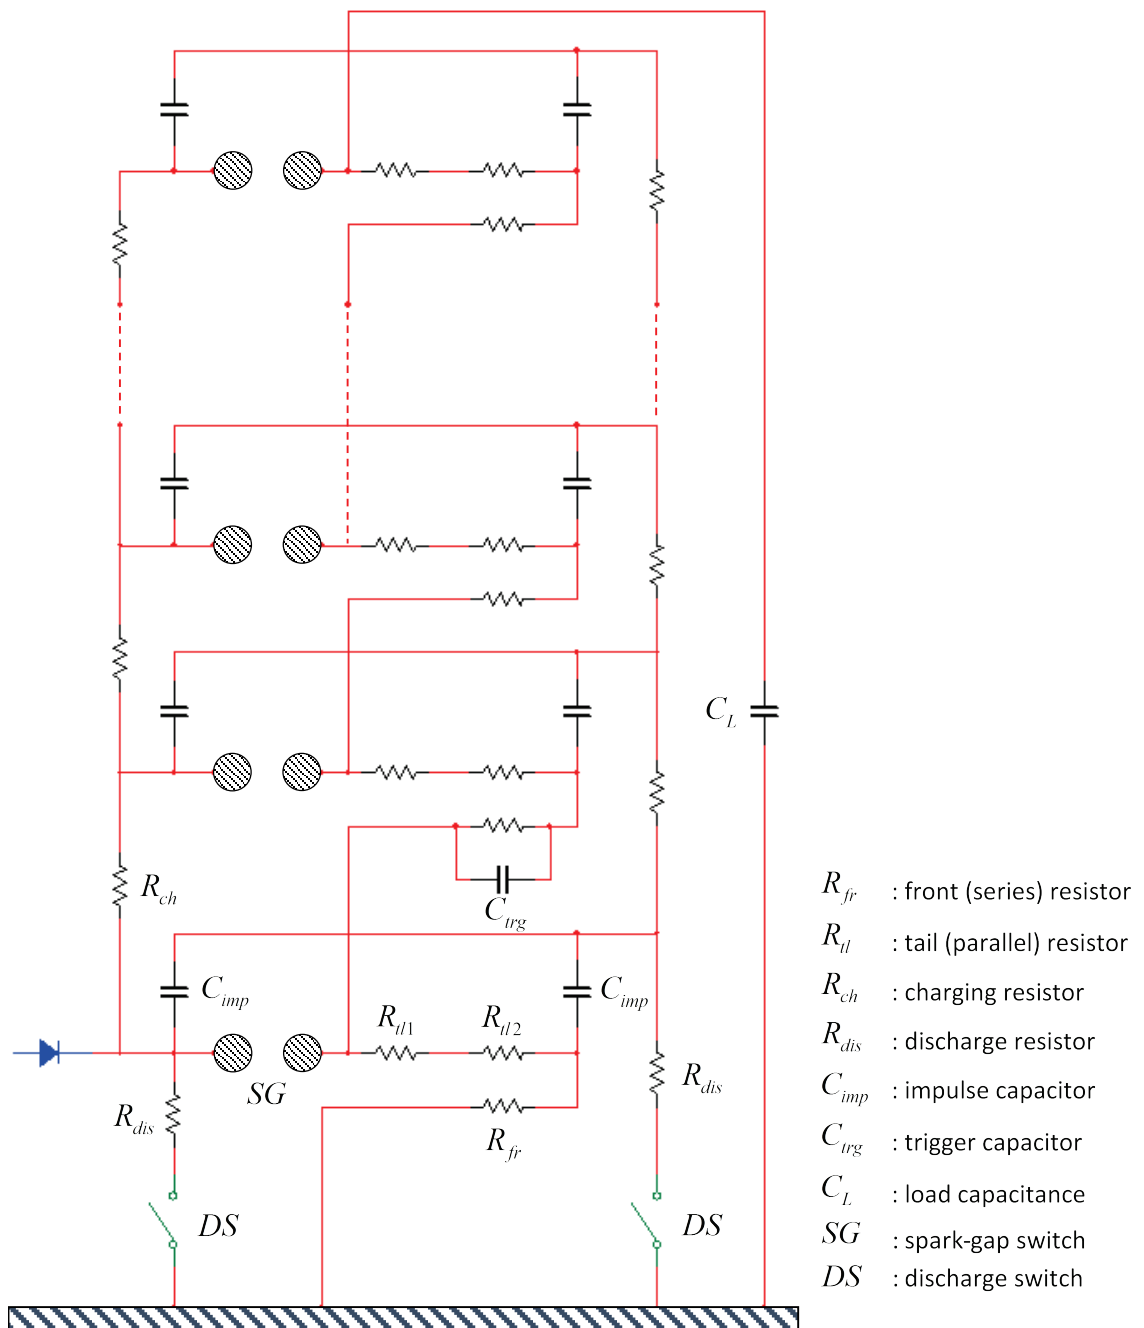 C_L
R_ch
C_trg
C_imp
C_imp
R_tl1
R_tl2
SG
R_dis
R_dis
R_fr
DS
DS
R_fr : front (series) resistor
R_tl : tail (parallel) resistor
R_ch : charging resistor
R_dis : discharge resistor
C_imp : impulse capacitor
C_trg : trigger capacitor
C_L : load capacitance
SG : spark-gap switch
DS : discharge switch